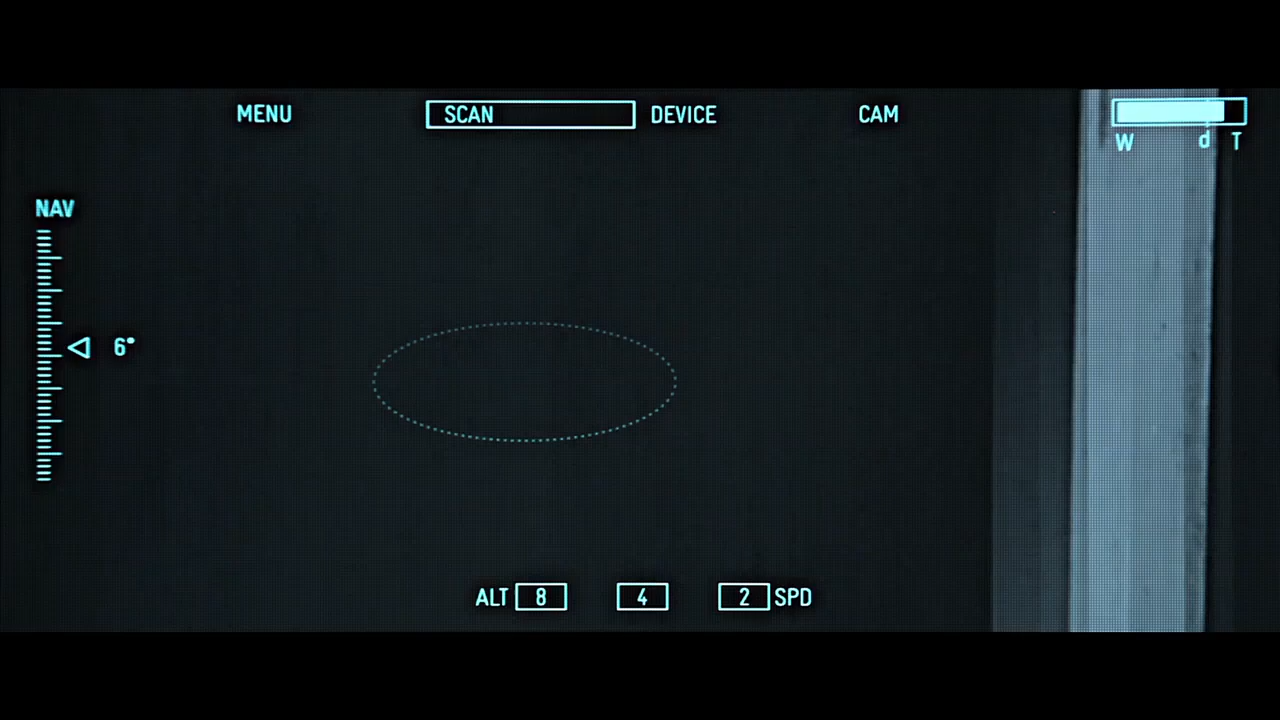 MENU SCAN DEVICE CAM
W d T
NAV
6°
ALT 8 4 2 SPD